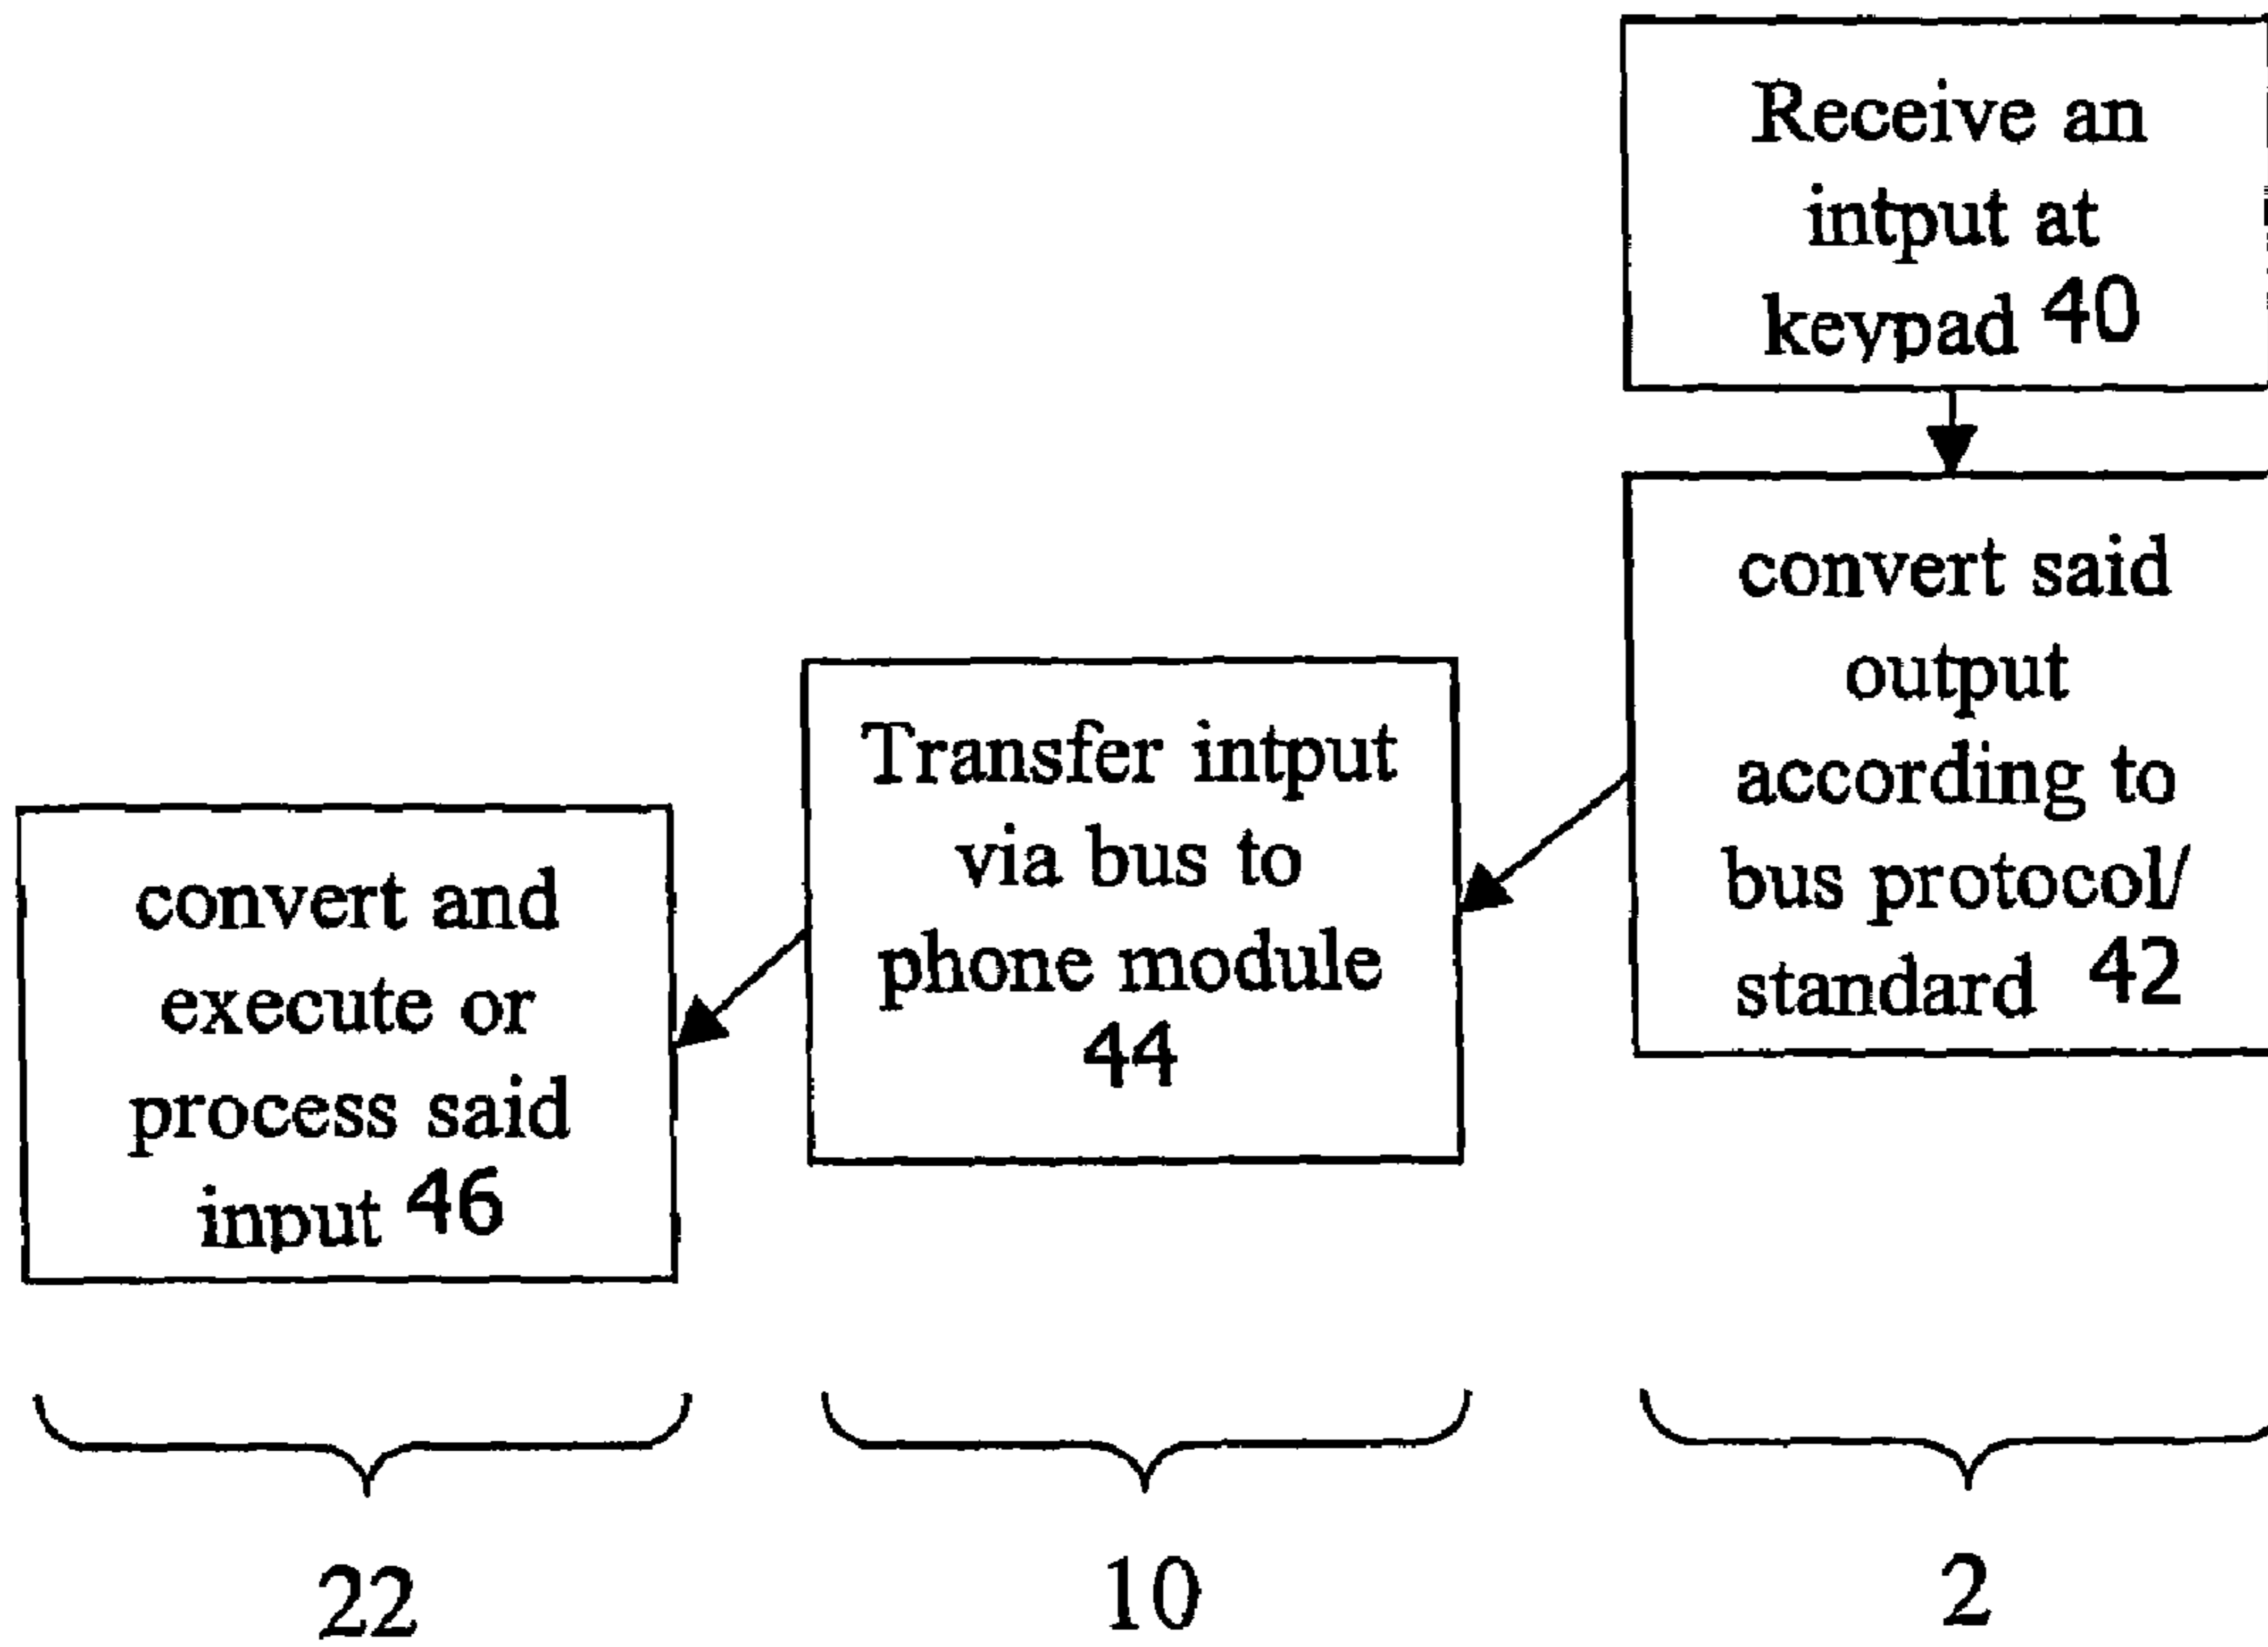 Receive an
intput at
keypad 40
convert said
output
according to
bus protocol/
standard 42
Transfer intput
via bus to
phone module
44
convert and
execute or
process said
input 46
22
10
2